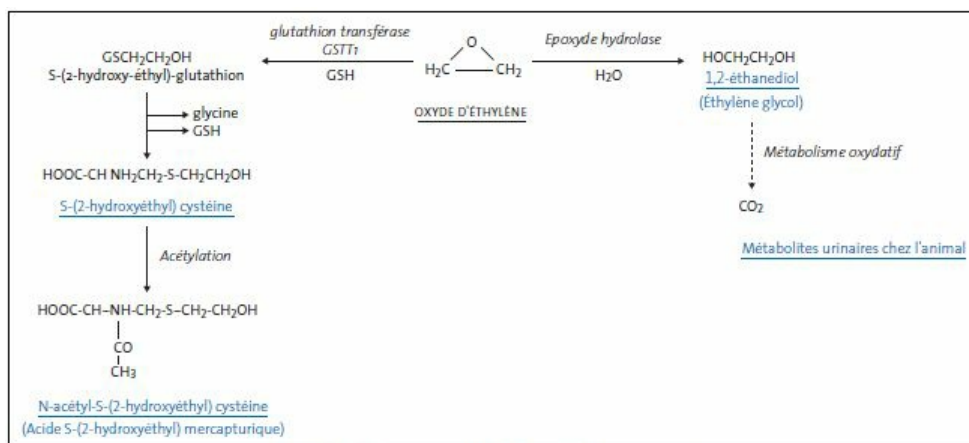 glutathion transférase
GSTT1
GSH
O
H₂C
CH₂
OXYDE D'ÉTHYLÈNE
Epoxyde hydrolase
H₂O
GSCH₂CH₂OH
S-(2-hydroxy-éthyl)-glutathion
HOCH₂CH₂OH
1,2-éthanediol
(Éthylène glycol)
glycine
GSH
Métabolisme oxydatif
HOOC-CH NH₂CH₂-S-CH₂CH₂OH
S-(2-hydroxyéthyl) cystéine
CO₂
Métabolites urinaires chez l'animal
Acétylation
HOOC-CH–NH-CH₂-S–CH₂-CH₂OH
CO
CH₃
N-acétyl-S-(2-hydroxyéthyl) cystéine
(Acide S-(2-hydroxyéthyl) mercapturique)